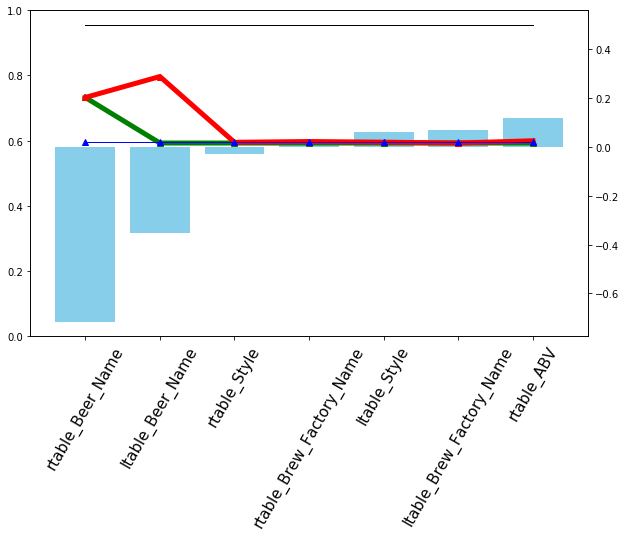 1.0
0.8
0.6
0.4
0.2
0.0
0.4
0.2
0.0
−0.2
−0.4
−0.6
rtable_Beer_Name
ltable_Beer_Name
rtable_Style
rtable_Brew_Factory_Name
ltable_Style
ltable_Brew_Factory_Name
rtable_ABV